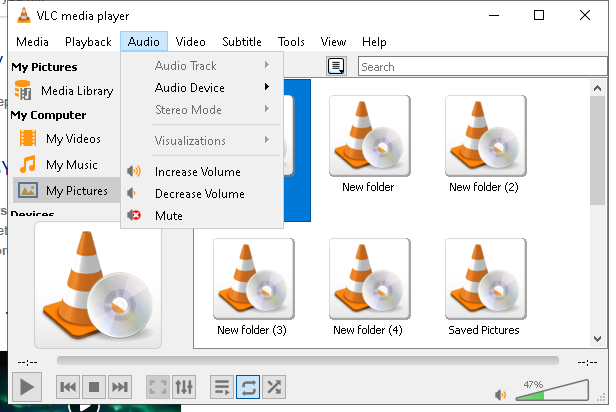 VLC media player
Media Playback Audio Video Subtitle Tools View Help
My Pictures
Media Library
My Computer
My Videos
My Music
My Pictures
Devices
Audio Track
Audio Device
Stereo Mode
Visualizations
Increase Volume
Decrease Volume
Mute
Search
New folder
New folder (2)
New folder (3)
New folder (4)
Saved Pictures
--:--
--:--
47%